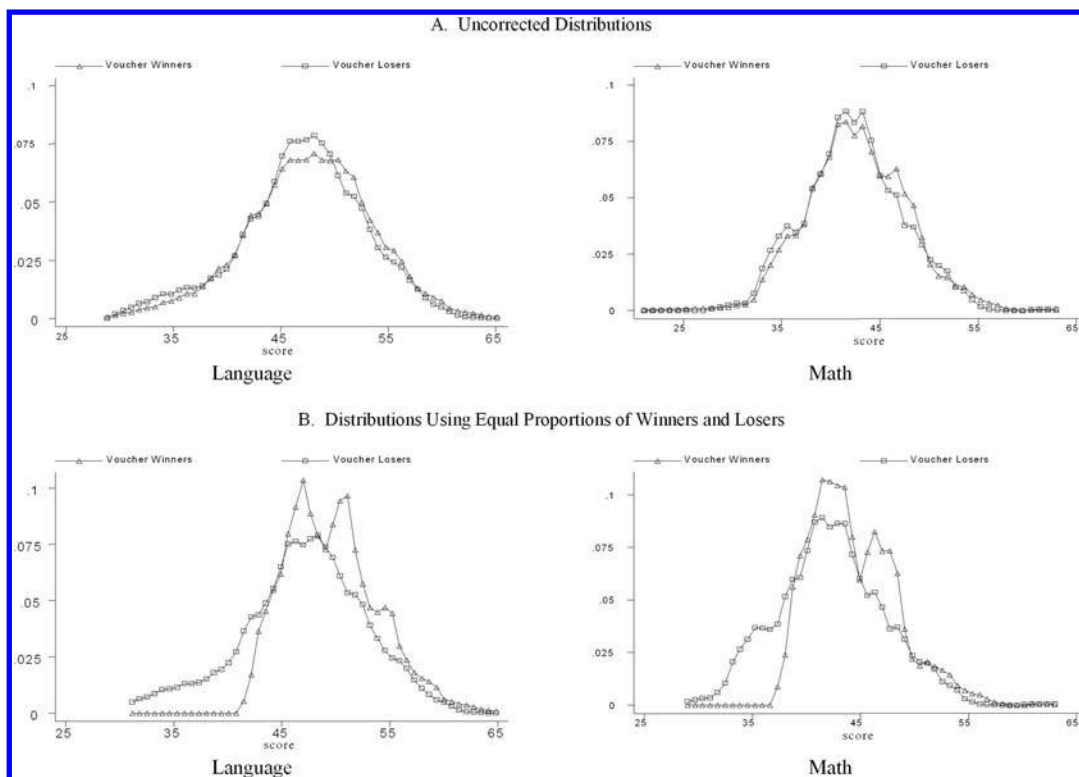 A. Uncorrected Distributions
Voucher Winners Voucher Losers
.1
.075
.05
.025
0
25 35 45 55 65
score
Language
Voucher Winners Voucher Losers
.1
.075
.05
.025
0
25 35 45 55 65
score
Math
B. Distributions Using Equal Proportions of Winners and Losers
Voucher Winners Voucher Losers
.1
.075
.05
.025
0
25 35 45 55 65
score
Language
Voucher Winners Voucher Losers
.1
.075
.05
.025
0
25 35 45 55 65
score
Math